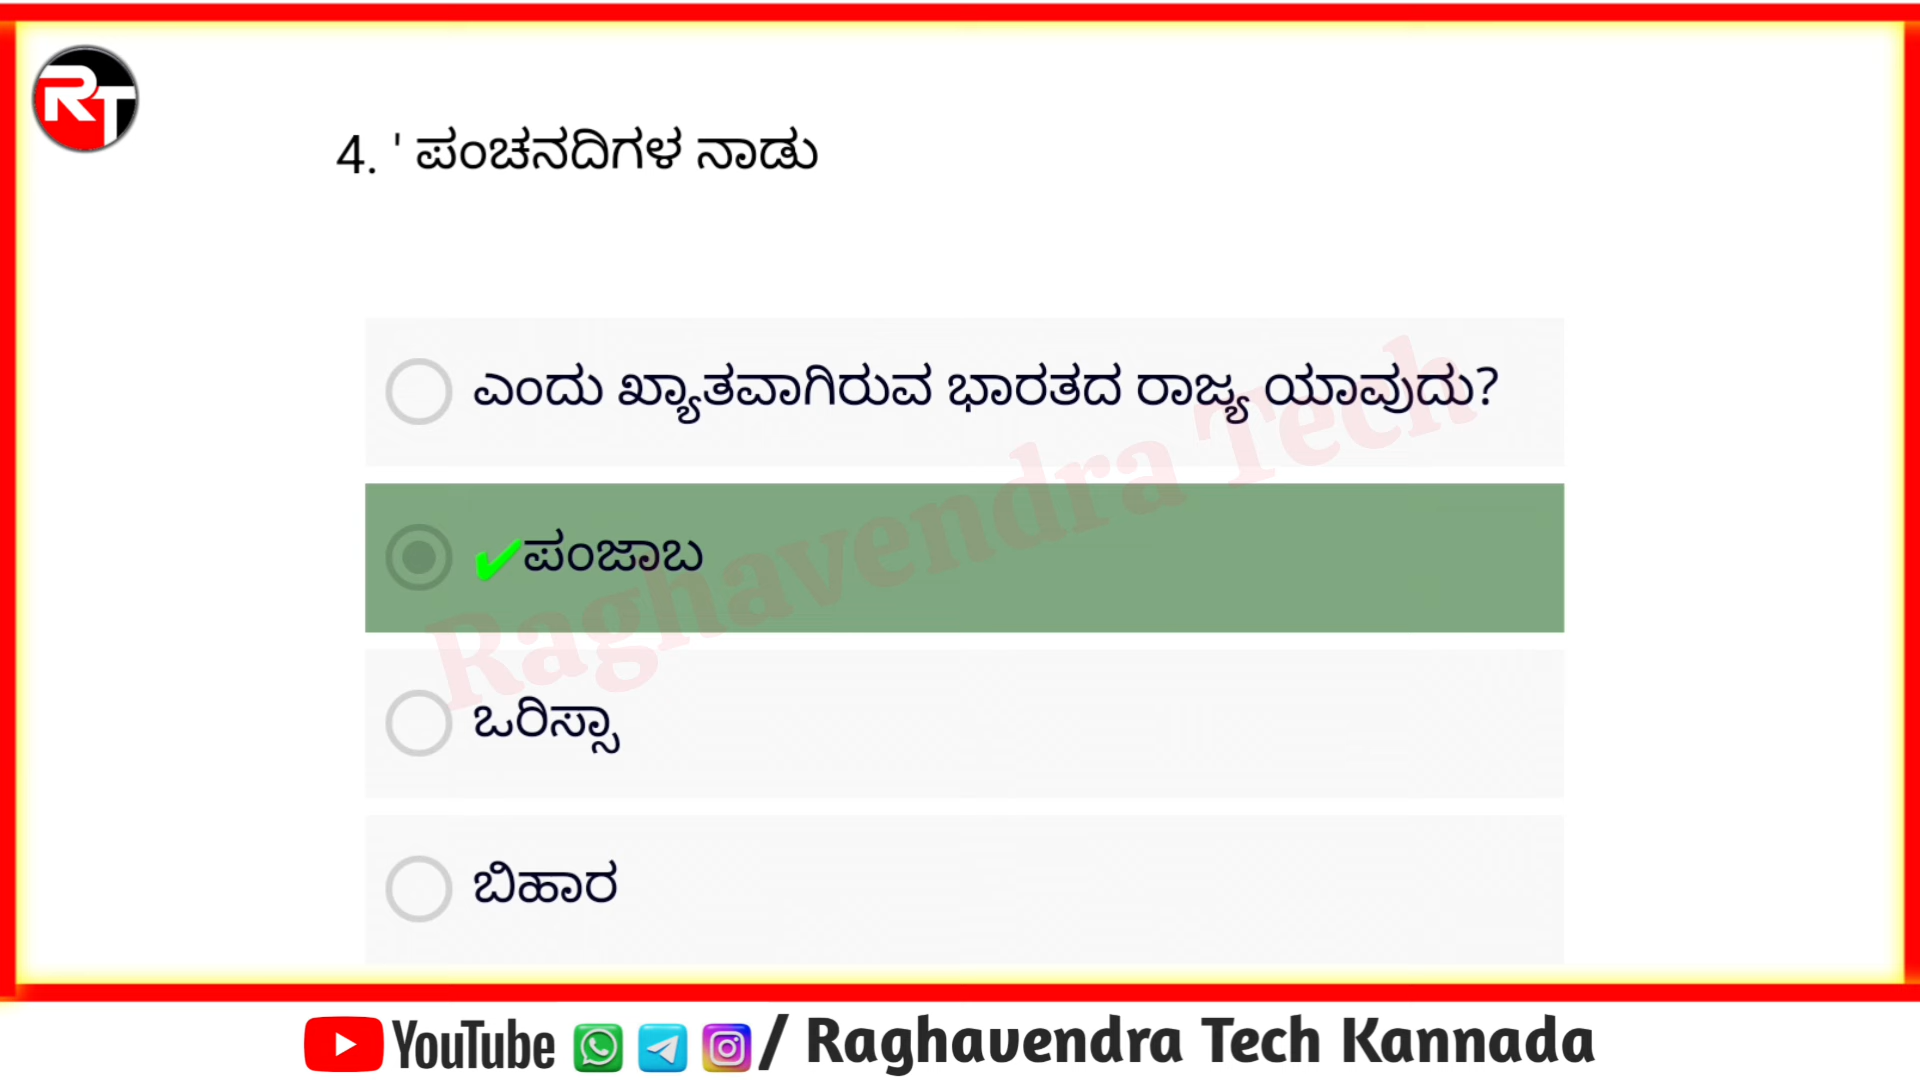 RT
4. ' ಪಂಚನದಿಗಳ ನಾಡು
ಎಂದು ಖ್ಯಾತವಾಗಿರುವ ಭಾರತದ ರಾಜ್ಯ ಯಾವುದು?
✔ಪಂಜಾಬ
ಒರಿಸ್ಸಾ
ಬಿಹಾರ
Raghavendra Tech
YouTube / Raghavendra Tech Kannada